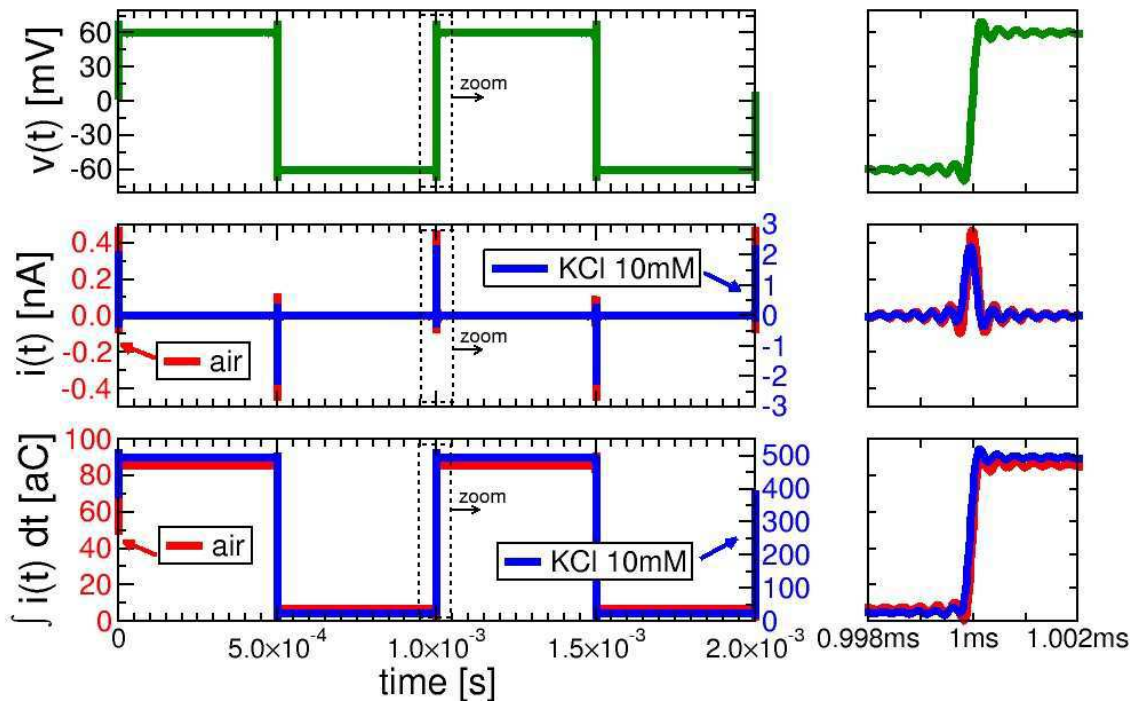 v(t) [mV]
60
30
0
-30
-60
zoom
i(t) [nA]
0.4
0.2
0.0
-0.2
-0.4
3
2
1
0
-1
-2
-3
KCl 10mM
air
zoom
∫ i(t) dt [aC]
100
80
60
40
20
0
500
400
300
200
100
0
zoom
air
KCl 10mM
0
5.0×10⁻⁴
1.0×10⁻³
1.5×10⁻³
2.0×10⁻³
0.998ms
1ms
1.002ms
time [s]